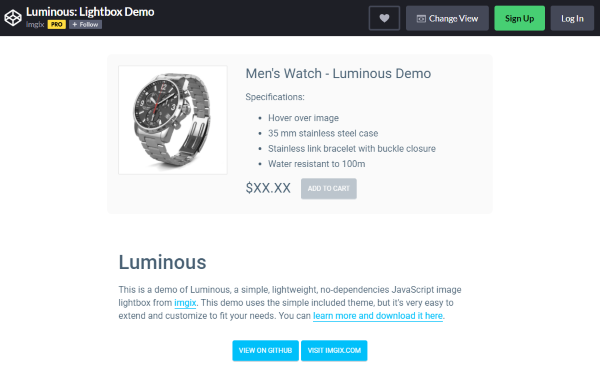 Luminous: Lightbox Demo
imgix PRO + Follow
Change View
Sign Up
Log In
Men's Watch - Luminous Demo
Specifications:
• Hover over image
• 35 mm stainless steel case
• Stainless link bracelet with buckle closure
• Water resistant to 100m
$XX.XX ADD TO CART
Luminous
This is a demo of Luminous, a simple, lightweight, no-dependencies JavaScript image
lightbox from imgix. This demo uses the simple included theme, but it's very easy to
extend and customize to fit your needs. You can learn more and download it here.
VIEW ON GITHUB VISIT IMGIX.COM